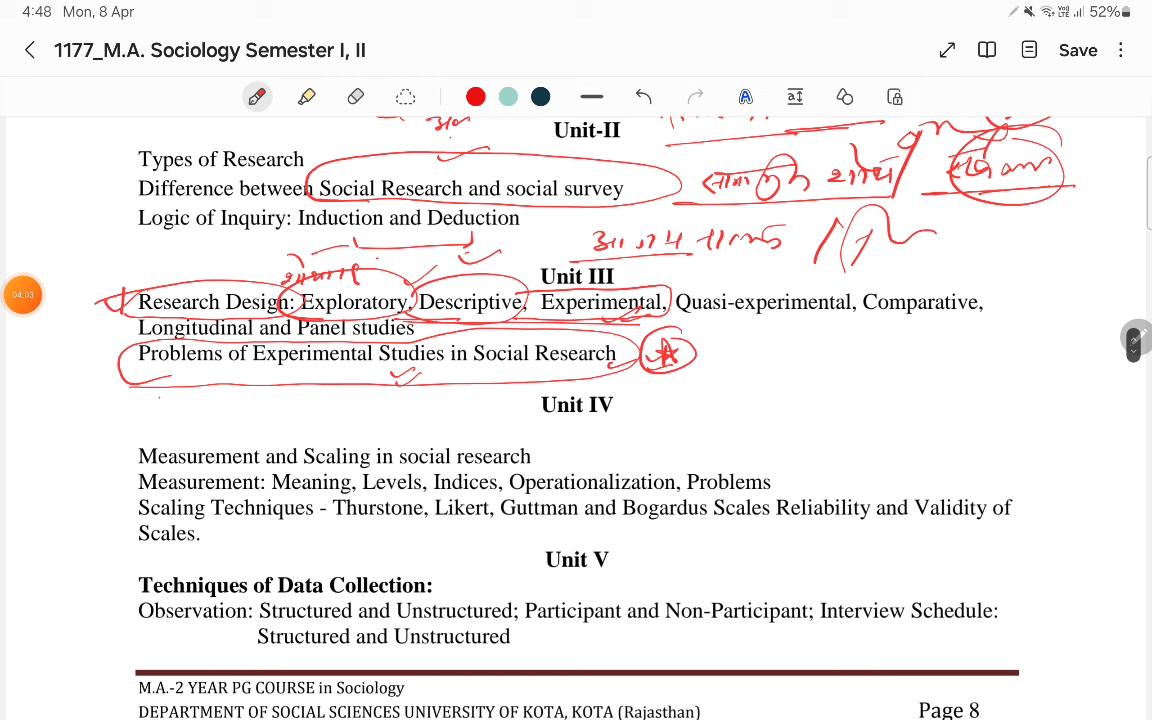 4:48 Mon, 8 Apr 52%
1177_M.A. Sociology Semester I, II Save
Unit-II
Types of Research
Difference between Social Research and social survey
Logic of Inquiry: Induction and Deduction
Unit III
04:03
Research Design: Exploratory, Descriptive, Experimental, Quasi-experimental, Comparative,
Longitudinal and Panel studies
Problems of Experimental Studies in Social Research
Unit IV
Measurement and Scaling in social research
Measurement: Meaning, Levels, Indices, Operationalization, Problems
Scaling Techniques - Thurstone, Likert, Guttman and Bogardus Scales Reliability and Validity of
Scales.
Unit V
Techniques of Data Collection:
Observation: Structured and Unstructured; Participant and Non-Participant; Interview Schedule:
Structured and Unstructured
M.A.-2 YEAR PG COURSE in Sociology
DEPARTMENT OF SOCIAL SCIENCES UNIVERSITY OF KOTA, KOTA (Rajasthan) Page 8